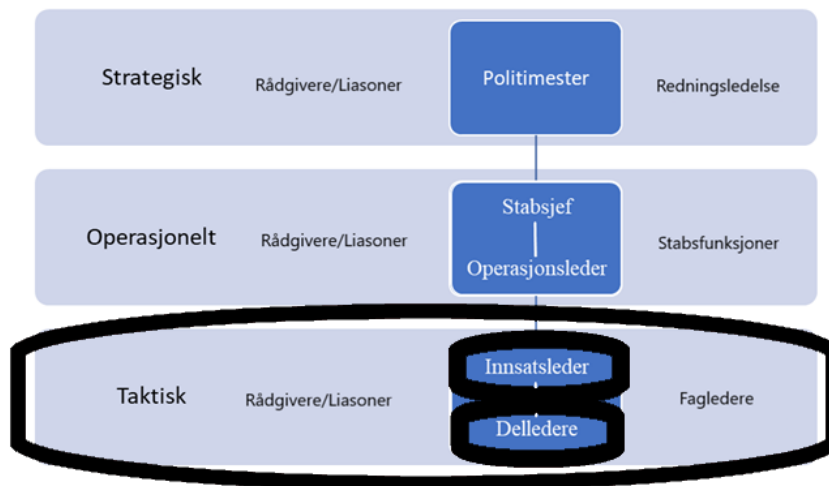 Strategisk
Rådgivere/Liasoner
Politimester
Redningsledelse
Operasjonelt
Rådgivere/Liasoner
Stabsjef
Operasjonsleder
Stabsfunksjoner
Taktisk
Rådgivere/Liasoner
Innsatsleder
Delledere
Fagledere